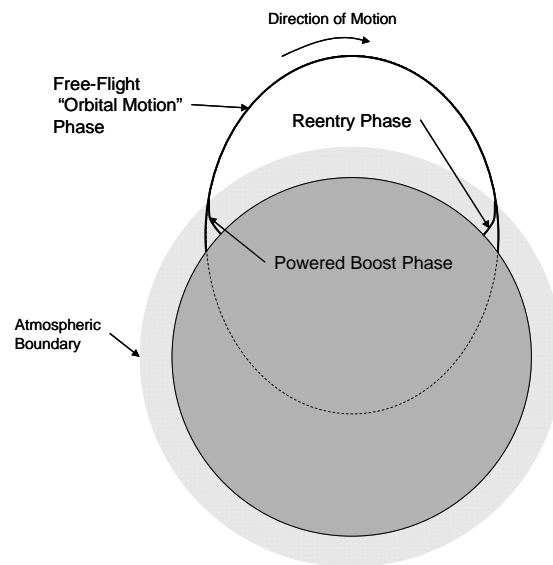 Direction of Motion
Free-Flight
"Orbital Motion"
Phase
Reentry Phase
Powered Boost Phase
Atmospheric
Boundary